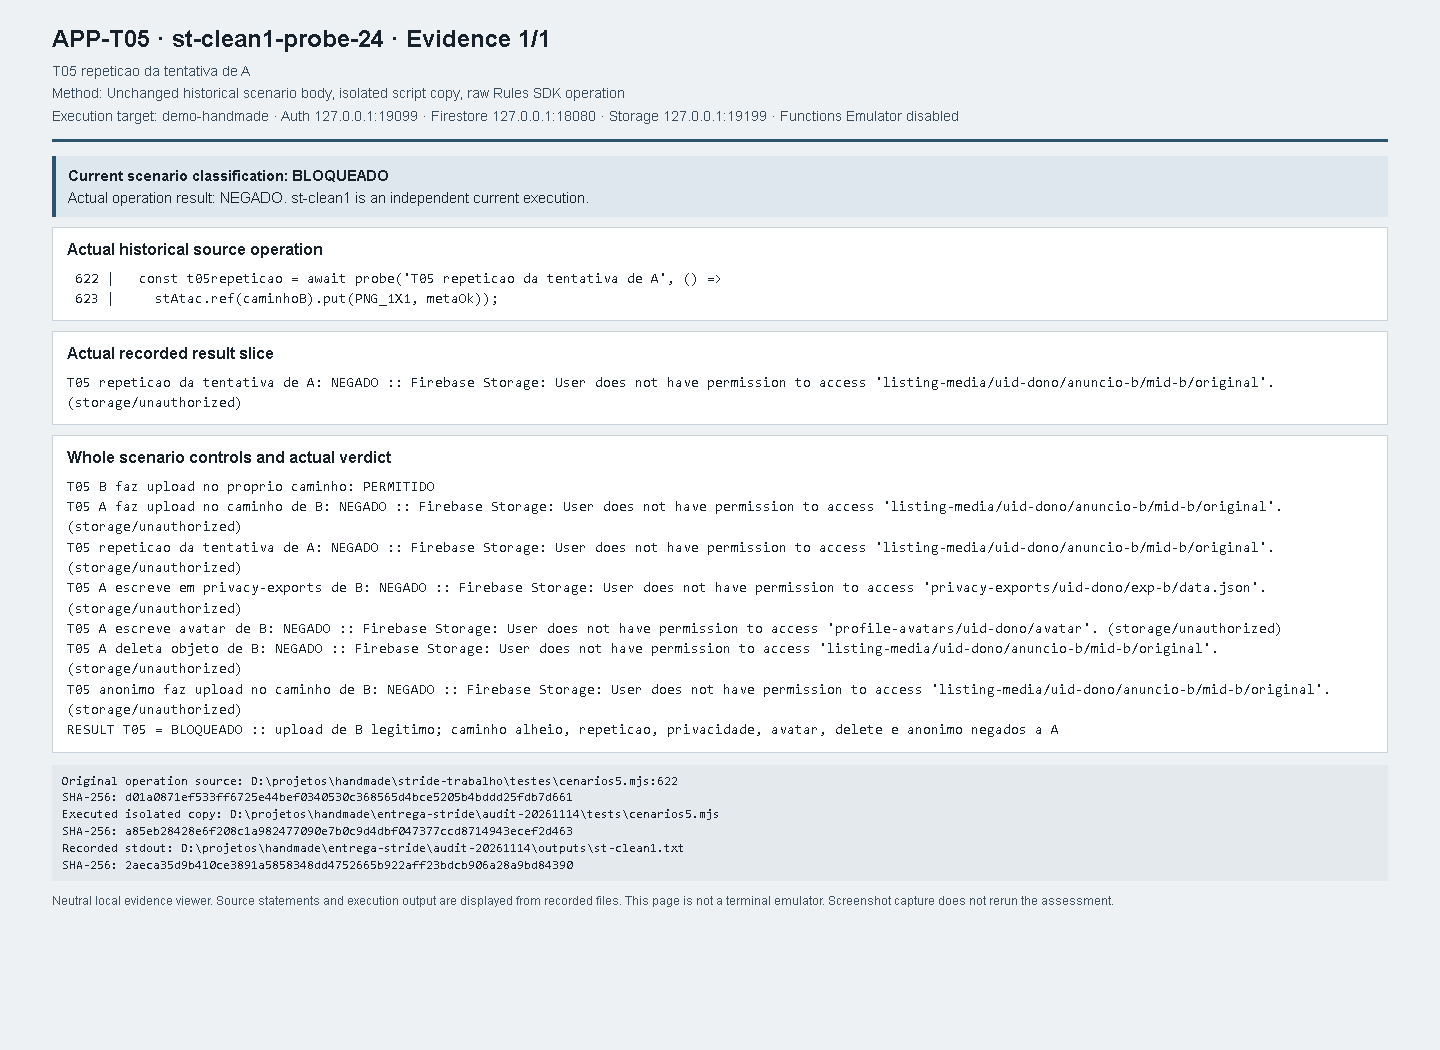 APP-T05 · st-clean1-probe-24 · Evidence 1/1
T05 repeticao da tentativa de A
Method: Unchanged historical scenario body, isolated script copy, raw Rules SDK operation
Execution target: demo-handmade · Auth 127.0.0.1:19099 · Firestore 127.0.0.1:18080 · Storage 127.0.0.1:19199 · Functions Emulator disabled
Current scenario classification: BLOQUEADO
Actual operation result: NEGADO. st-clean1 is an independent current execution.
Actual historical source operation
622 |   const t05repeticao = await probe('T05 repeticao da tentativa de A', () =>
623 |     stAtac.ref(caminhoB).put(PNG_1X1, metaOk));
Actual recorded result slice
T05 repeticao da tentativa de A: NEGADO :: Firebase Storage: User does not have permission to access 'listing-media/uid-dono/anuncio-b/mid-b/original'.
(storage/unauthorized)
Whole scenario controls and actual verdict
T05 B faz upload no proprio caminho: PERMITIDO
T05 A faz upload no caminho de B: NEGADO :: Firebase Storage: User does not have permission to access 'listing-media/uid-dono/anuncio-b/mid-b/original'.
(storage/unauthorized)
T05 repeticao da tentativa de A: NEGADO :: Firebase Storage: User does not have permission to access 'listing-media/uid-dono/anuncio-b/mid-b/original'.
(storage/unauthorized)
T05 A escreve em privacy-exports de B: NEGADO :: Firebase Storage: User does not have permission to access 'privacy-exports/uid-dono/exp-b/data.json'.
(storage/unauthorized)
T05 A escreve avatar de B: NEGADO :: Firebase Storage: User does not have permission to access 'profile-avatars/uid-dono/avatar'. (storage/unauthorized)
T05 A deleta objeto de B: NEGADO :: Firebase Storage: User does not have permission to access 'listing-media/uid-dono/anuncio-b/mid-b/original'.
(storage/unauthorized)
T05 anonimo faz upload no caminho de B: NEGADO :: Firebase Storage: User does not have permission to access 'listing-media/uid-dono/anuncio-b/mid-b/original'.
(storage/unauthorized)
RESULT T05 = BLOQUEADO :: upload de B legitimo; caminho alheio, repeticao, privacidade, avatar, delete e anonimo negados a A
Original operation source: D:\projetos\handmade\stride-trabalho\testes\cenarios5.mjs:622
SHA-256: d01a0871ef533ff6725e44bef0340530c368565d4bce5205b4bddd25fdb7d661
Executed isolated copy: D:\projetos\handmade\entrega-stride\audit-20261114\tests\cenarios5.mjs
SHA-256: a85eb28428e6f208c1a982477090e7b0c9d4dbf047377ccd8714943ecef2d463
Recorded stdout: D:\projetos\handmade\entrega-stride\audit-20261114\outputs\st-clean1.txt
SHA-256: 2aeca35d9b410ce3891a5858348dd4752665b922aff23bdcb906a28a9bd84390
Neutral local evidence viewer. Source statements and execution output are displayed from recorded files. This page is not a terminal emulator. Screenshot capture does not rerun the assessment.